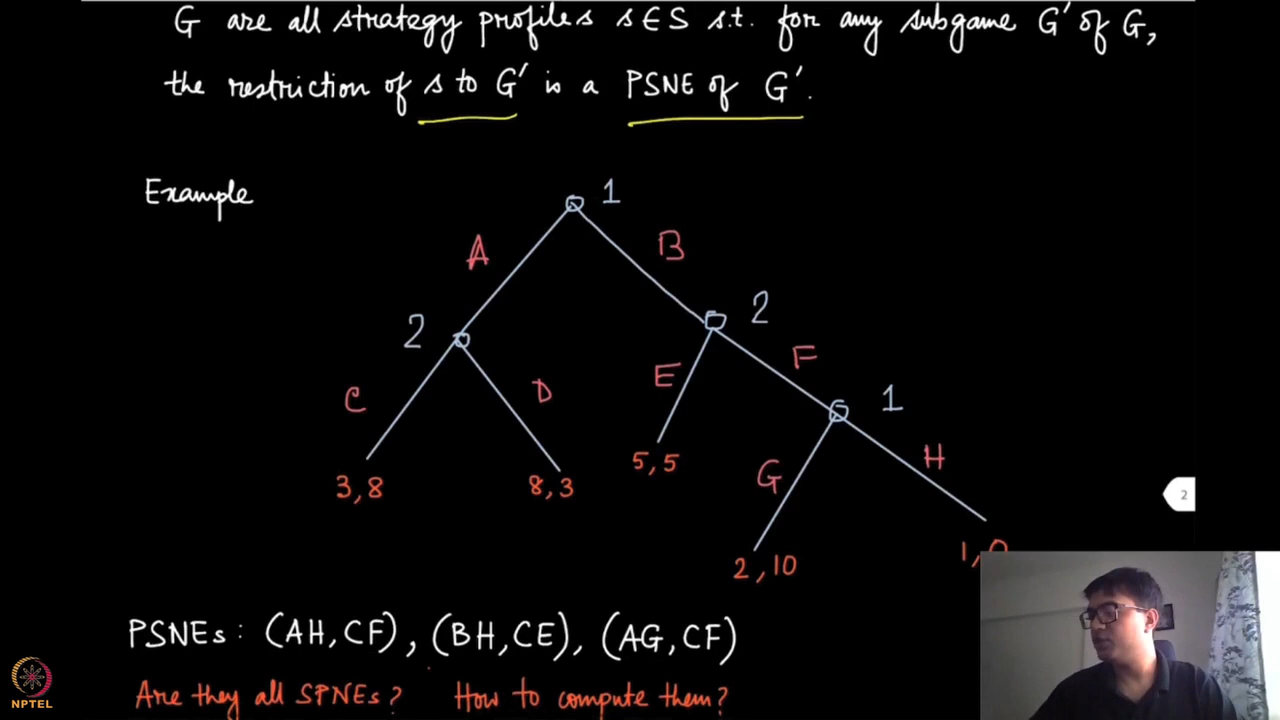 G are all strategy profiles s ∈ S s.t. for any subgame G' of G,
the restriction of s to G' is a PSNE of G'.
Example
1
A
B
2
2
C
D
E
F
1
3,8
8,3
5,5
G
H
2,10
1,0
2
PSNEs: (AH,CF), (BH,CE), (AG,CF)
Are they all SPNEs? How to compute them?
NPTEL